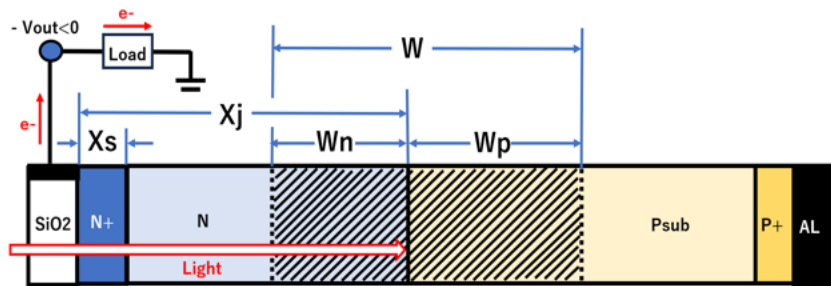 e-
- Vout<0
Load
W
e-
Xj
Xs
Wn
Wp
SiO2
N+
N
Psub
P+
AL
Light